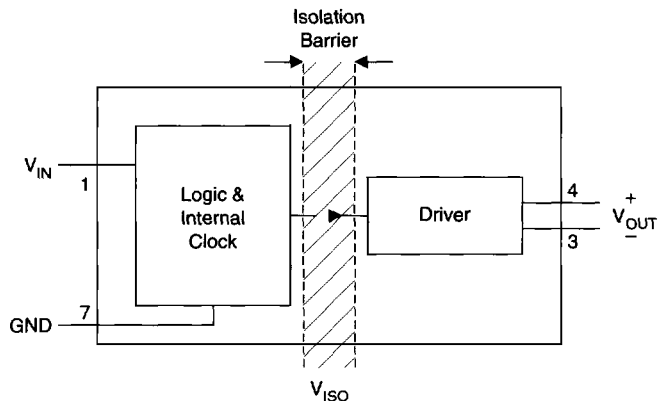 Isolation
Barrier
V_IN
1
Logic &
Internal
Clock
Driver
4
+
V_OUT
–
3
7
GND
V_ISO